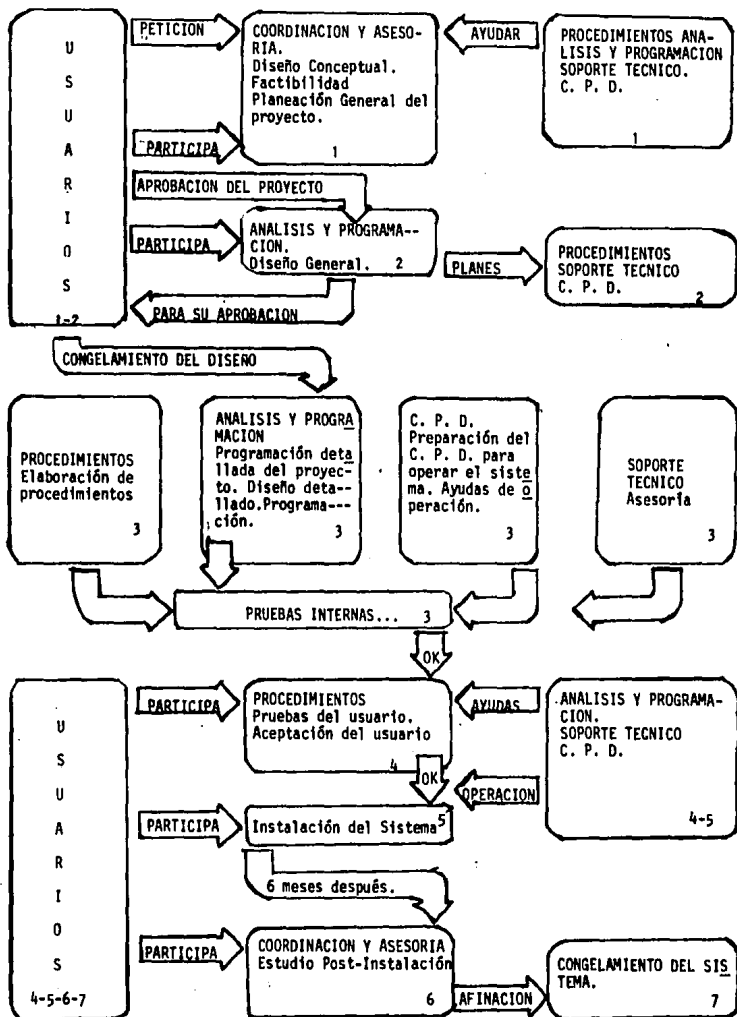 USUARIOS
1-2
PETICION
COORDINACION Y ASESO-
RIA.
Diseño Conceptual.
Factibilidad
Planeación General del
proyecto.
1
AYUDAR
PROCEDIMIENTOS ANA-
LISIS Y PROGRAMACION
SOPORTE TECNICO.
C. P. D.
1
PARTICIPA
APROBACION DEL PROYECTO
PARTICIPA
ANALISIS Y PROGRAMA--
CION.
Diseño General. 2
PLANES
PROCEDIMIENTOS
SOPORTE TECNICO
C. P. D.
2
PARA SU APROBACION
CONGELAMIENTO DEL DISEÑO
PROCEDIMIENTOS
Elaboración de
procedimientos
3
ANALISIS Y PROGRA
MACION
Programación deta
llada del proyec-
to. Diseño deta--
llado.Programa---
ción.
3
C. P. D.
Preparación del
C. P. D. para
operar el siste
ma. Ayudas de o
peración.
3
SOPORTE
TECNICO
Asesoría
3
PRUEBAS INTERNAS... 3
OK
USUARIOS
4-5-6-7
PARTICIPA
PROCEDIMIENTOS
Pruebas del usuario.
Aceptación del usuario
4
AYUDAS
ANALISIS Y PROGRAMA-
CION.
SOPORTE TECNICO
C. P. D.
4-5
OK
OPERACION
PARTICIPA
Instalación del Sistema 5
6 meses después.
PARTICIPA
COORDINACION Y ASESORIA
Estudio Post-Instalación
6
AFINACION
CONGELAMIENTO DEL SIS
TEMA.
7